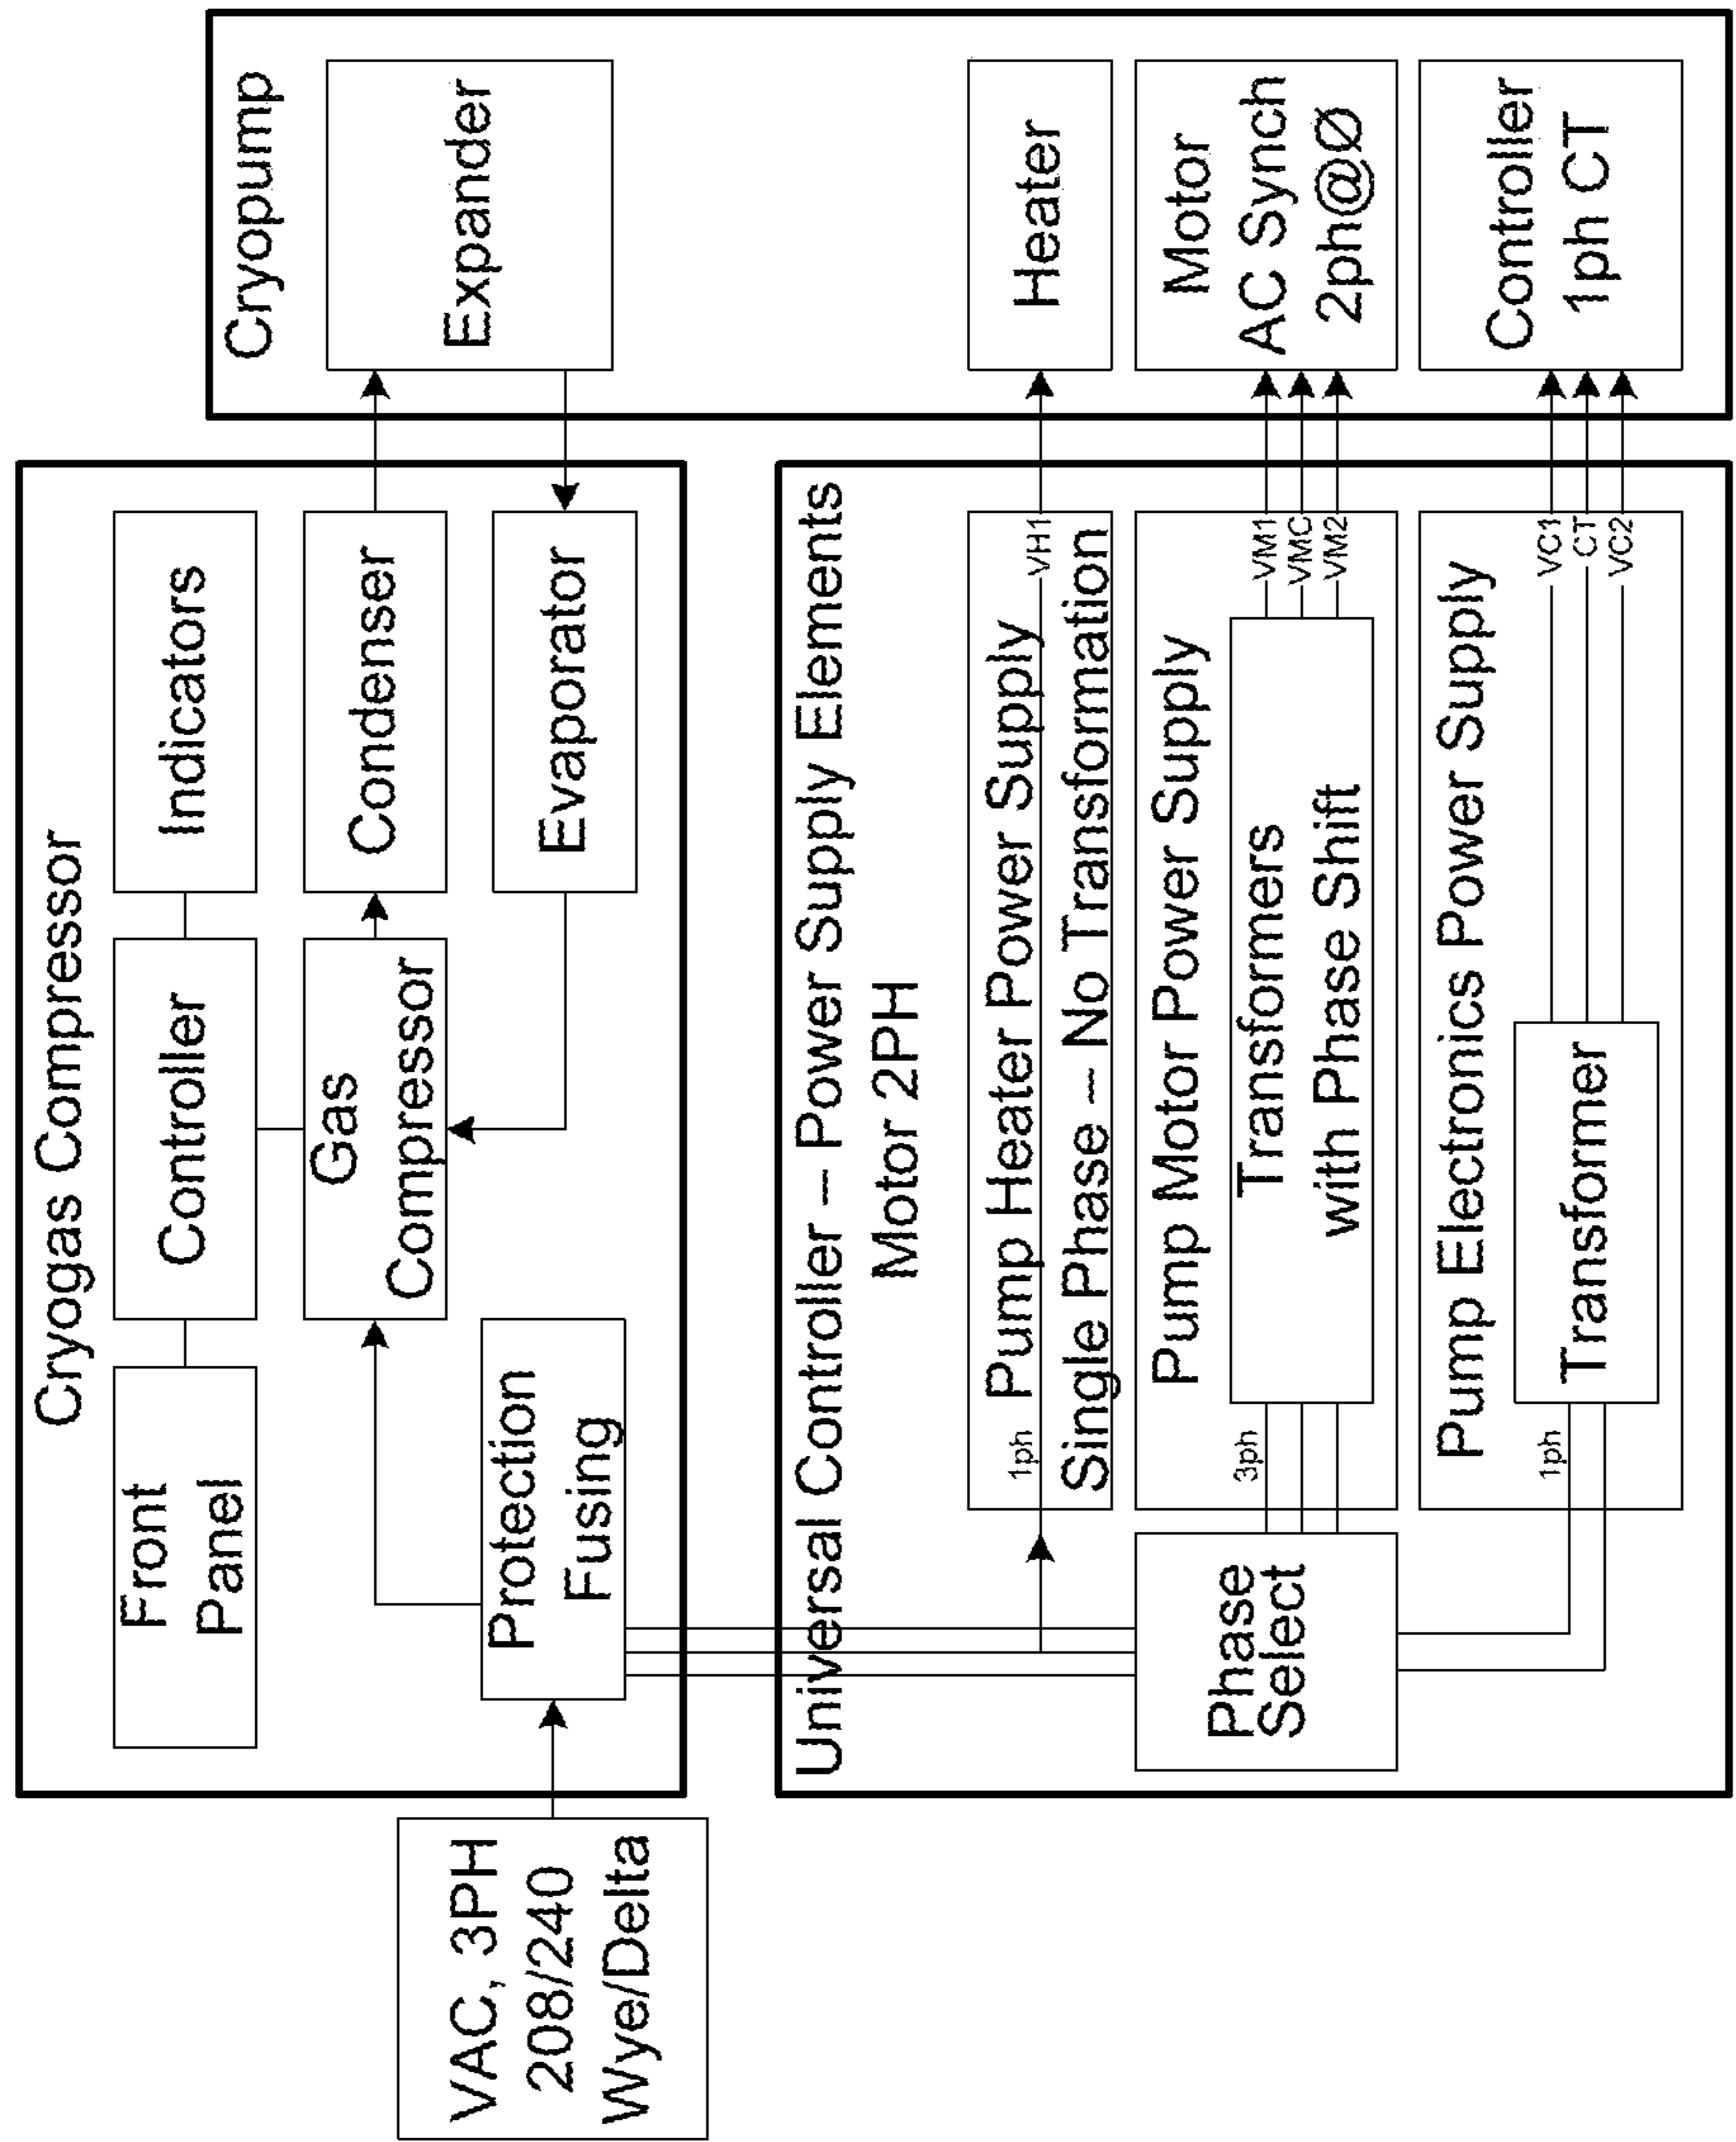 Cryogas Compressor
Front
Panel
Controller
Indicators
Gas
Compressor
Condenser
Protection
Fusing
Evaporator
VAC, 3PH
208/240
Wye/Delta
Cryopump
Expander
Heater
Motor
AC Synch
2ph@Ø
Controller
1ph CT
Universal Controller – Power Supply Elements
Motor 2PH
1ph
Pump Heater Power Supply
VH1
Single Phase – No Transformation
Phase
Select
Pump Motor Power Supply
3ph
Transformers
with Phase Shift
VM1
VMC
VM2
Pump Electronics Power Supply
1ph
Transformer
VC1
CT
VC2